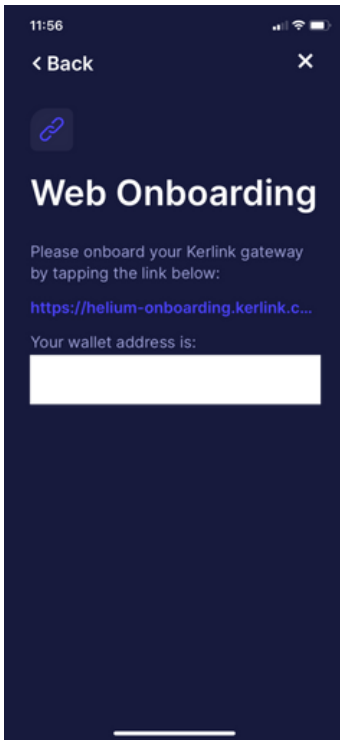 11:56
Back
Web Onboarding
Please onboard your Kerlink gateway
by tapping the link below:
https://helium-onboarding.kerlink.c...
Your wallet address is: